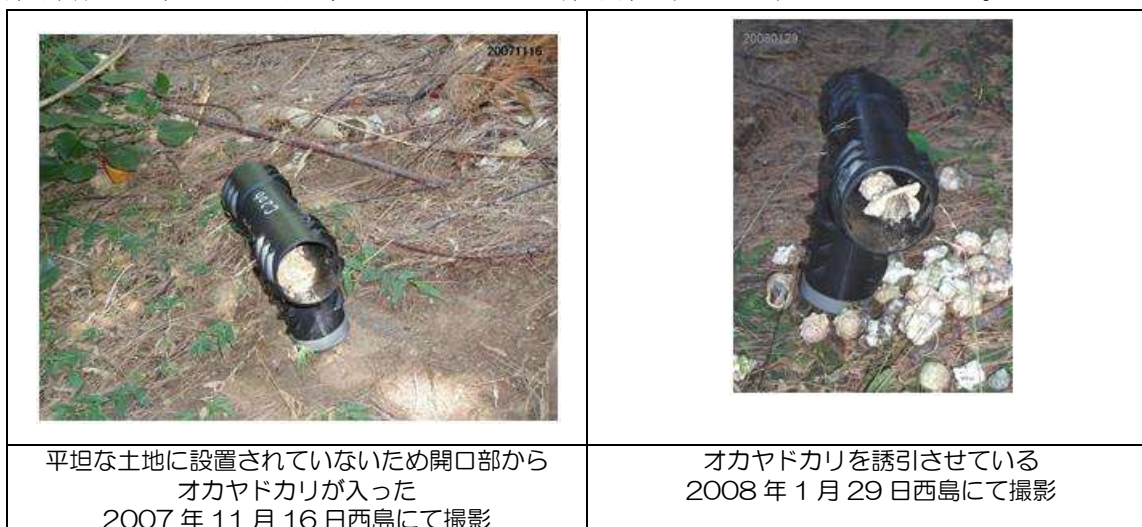 20071116
C206
20080129
平坦な土地に設置されていないため開口部から
オカヤドカリが入った
2007 年 11 月 16 日西島にて撮影
オカヤドカリを誘引させている
2008 年 1 月 29 日西島にて撮影